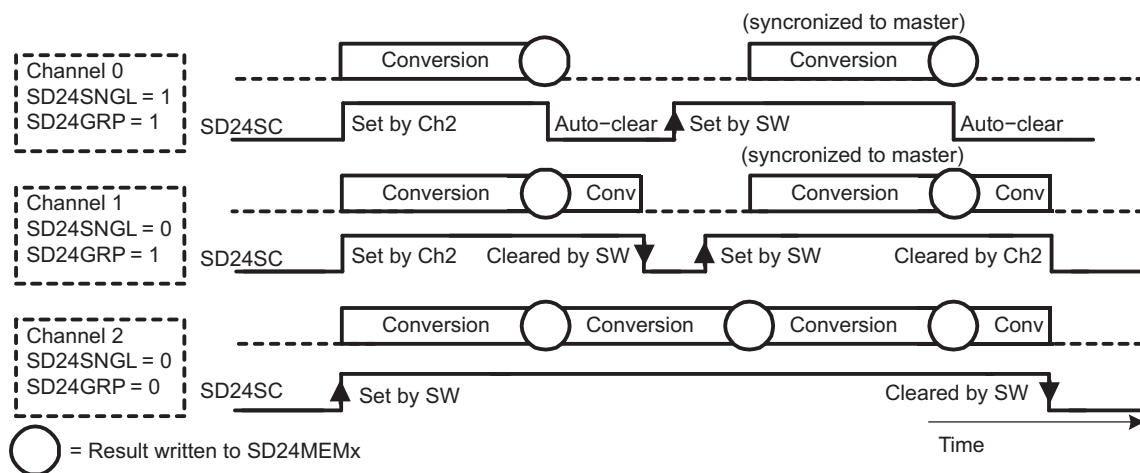 (syncronized to master)
Channel 0
SD24SNGL = 1
SD24GRP = 1
Conversion
Conversion
SD24SC
Set by Ch2
Auto−clear
Set by SW
Auto−clear
(syncronized to master)
Channel 1
SD24SNGL = 0
SD24GRP = 1
Conversion
Conv
Conversion
Conv
SD24SC
Set by Ch2
Cleared by SW
Set by SW
Cleared by Ch2
Channel 2
SD24SNGL = 0
SD24GRP = 0
Conversion
Conversion
Conversion
Conv
SD24SC
Set by SW
Cleared by SW
= Result written to SD24MEMx
Time